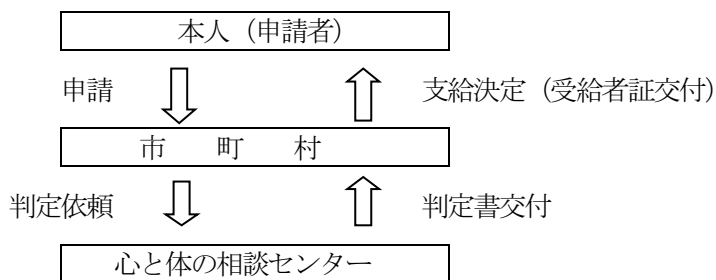 本人（申請者）
申請　支給決定（受給者証交付）
市　町　村
判定依頼　判定書交付
心と体の相談センター